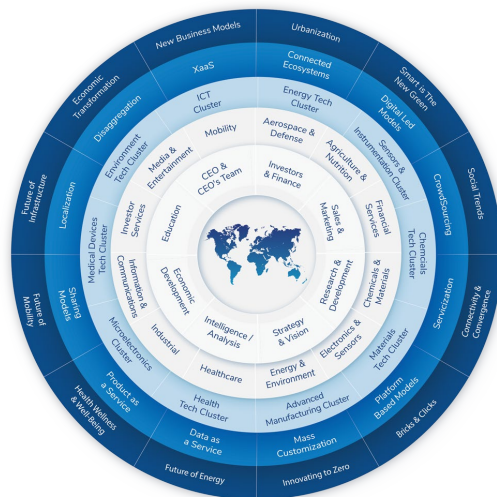 New Business Models
Urbanization
Smart is The
New Green
Social Trends
Connectivity &
Convergence
Bricks & Clicks
Innovating to Zero
Future of Energy
Health Wellness
& Well-Being
Future of
Mobility
Future of
Infrastructure
Economic
Transformation
XaaS
Connected
Ecosystems
Digital Led
Models
CrowdSourcing
Servicization
Platform
Based Models
Mass
Customization
Data as
a Service
Product as
a Service
Sharing
Models
Localization
Disaggregation
ICT
Cluster
Energy Tech
Cluster
Sensors &
Instrumentation Cluster
Chemcials
Tech Cluster
Materials
Tech Cluster
Advanced
Manufacturing Cluster
Health
Tech Cluster
Microelectronics
Cluster
Medical Devices
Tech Cluster
Environment
Tech Cluster
Mobility
Aerospace &
Defense
Agriculture &
Nutrition
Financial
Services
Chemicals &
Materials
Electronics &
Sensors
Energy &
Environment
Healthcare
Industrial
Information &
Communications
Investor
Services
Media &
Entertainment
CEO &
CEO's Team
Investors
& Finance
Sales &
Marketing
Research &
Development
Strategy
& Vision
Intelligence /
Analysis
Economic
Development
Education